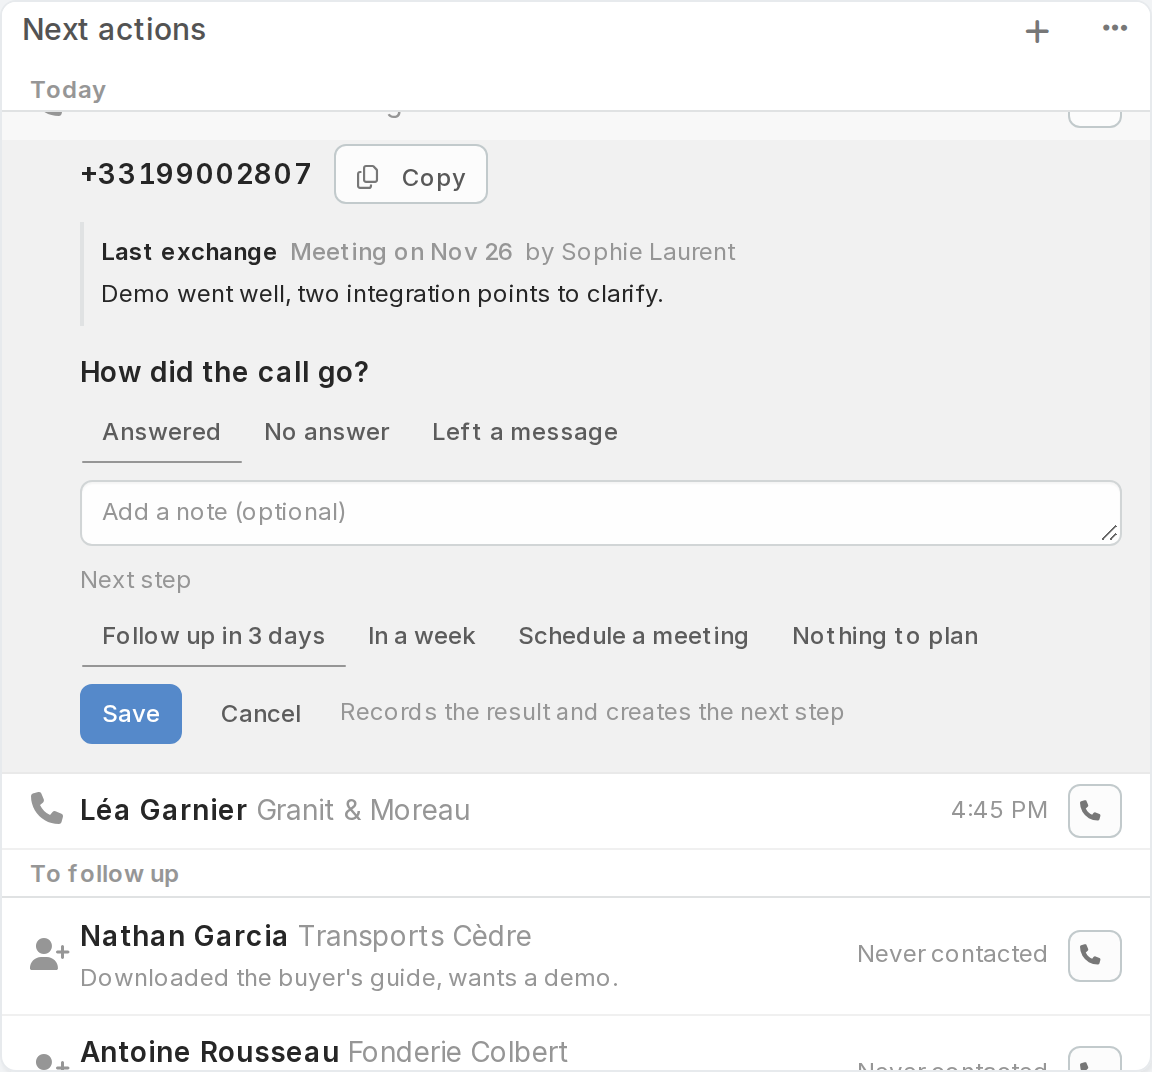 Next actions
Today
+33199002807 Copy
Last exchange Meeting on Nov 26 by Sophie Laurent
Demo went well, two integration points to clarify.
How did the call go?
Answered No answer Left a message
Add a note (optional)
Next step
Follow up in 3 days In a week Schedule a meeting Nothing to plan
Save Cancel Records the result and creates the next step
Léa Garnier Granit & Moreau 4:45 PM
To follow up
Nathan Garcia Transports Cèdre
Never contacted
Downloaded the buyer's guide, wants a demo.
Antoine Rousseau Fonderie Colbert
Never contacted